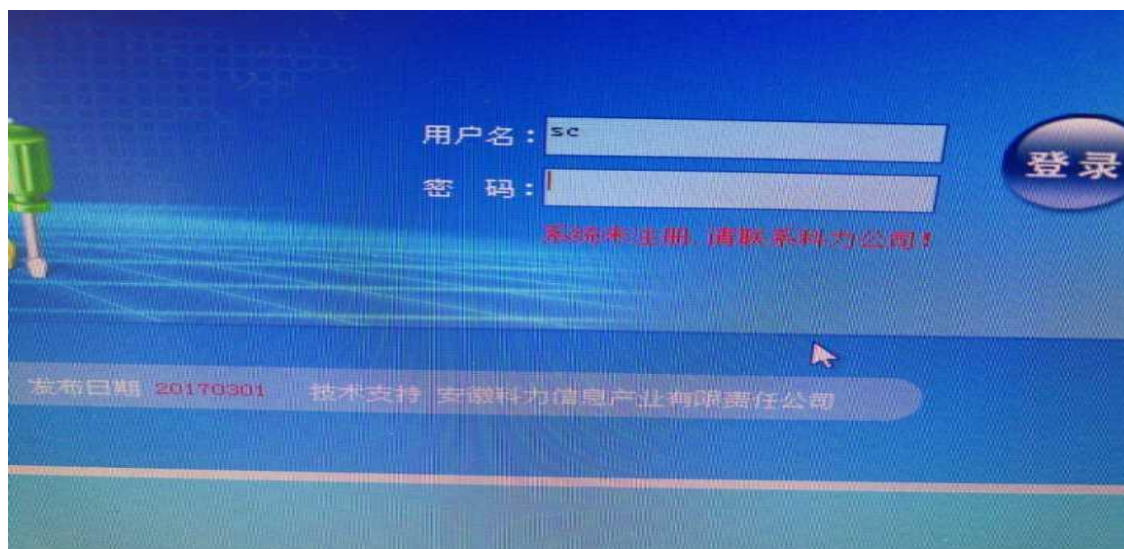 用户名： sc
登录
密 码：
系统未注册,请联系科力公司!
发布日期 20170301 技术支持 安徽科力信息产业有限责任公司